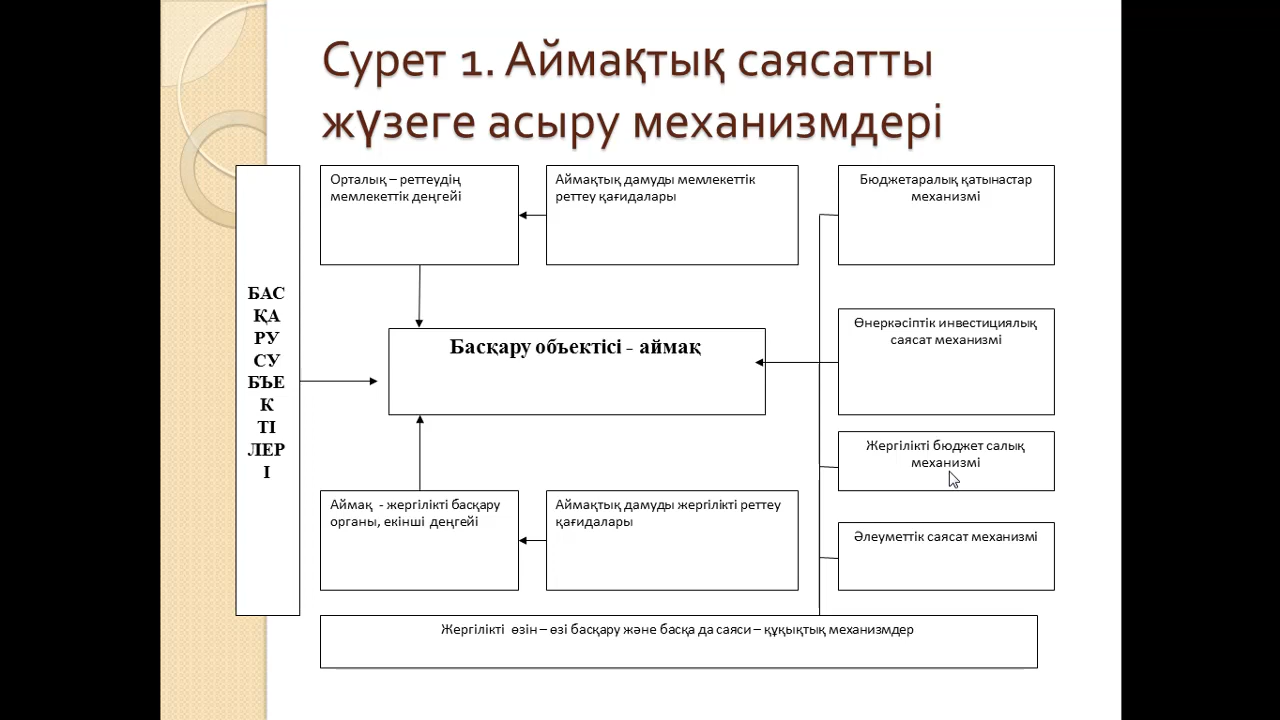 Сурет 1. Аймақтық саясатты
жүзеге асыру механизмдері
БАС
ҚА
РУ
СУ
БЪЕ
К
ТІ
ЛЕР
І
Орталық – реттеудің
мемлекеттік деңгейі
Аймақтық дамуды мемлекеттік
реттеу қағидалары
Бюджетаралық қатынастар
механизмі
Басқару объектісі - аймақ
Өнеркәсіптік инвестициялық
саясат механизмі
Жергілікті бюджет салық
механизмі
Аймақ - жергілікті басқару
органы, екінші деңгейі
Аймақтық дамуды жергілікті реттеу
қағидалары
Әлеуметтік саясат механизмі
Жергілікті өзін – өзі басқару және басқа да саяси – құқықтық механизмдер